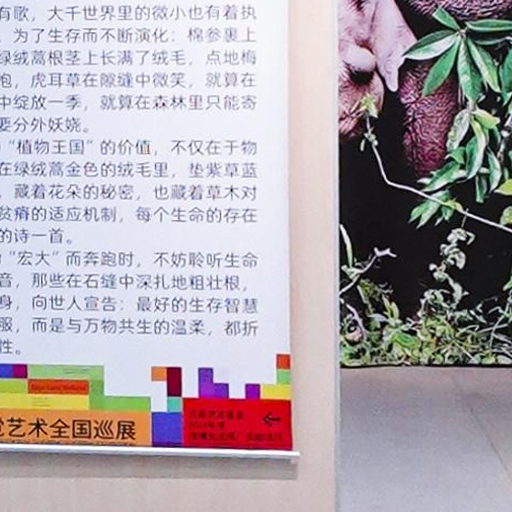 有歌，大千世界里的微小也有着执
。为了生存而不断演化：棉参裹上
绿绒蒿根茎上长满了绒毛，点地梅
包，虎耳草在隙缝中微笑，就算在
中绽放一季，就算在森林里只能寄
要分外妖娆。
"植物王国"的价值，不仅在于物
在绿绒蒿金色的绒毛里，垫紫草蓝
，藏着花朵的秘密，也藏着草木对
贫瘠的适应机制，每个生命的存在
的诗一首。
"宏大"而奔跑时，不妨聆听生命
音，那些在石缝中深扎地粗壮根，
身，向世人宣告：最好的生存智慧
服，而是与万物共生的温柔，都折
性。
觉艺术全国巡展